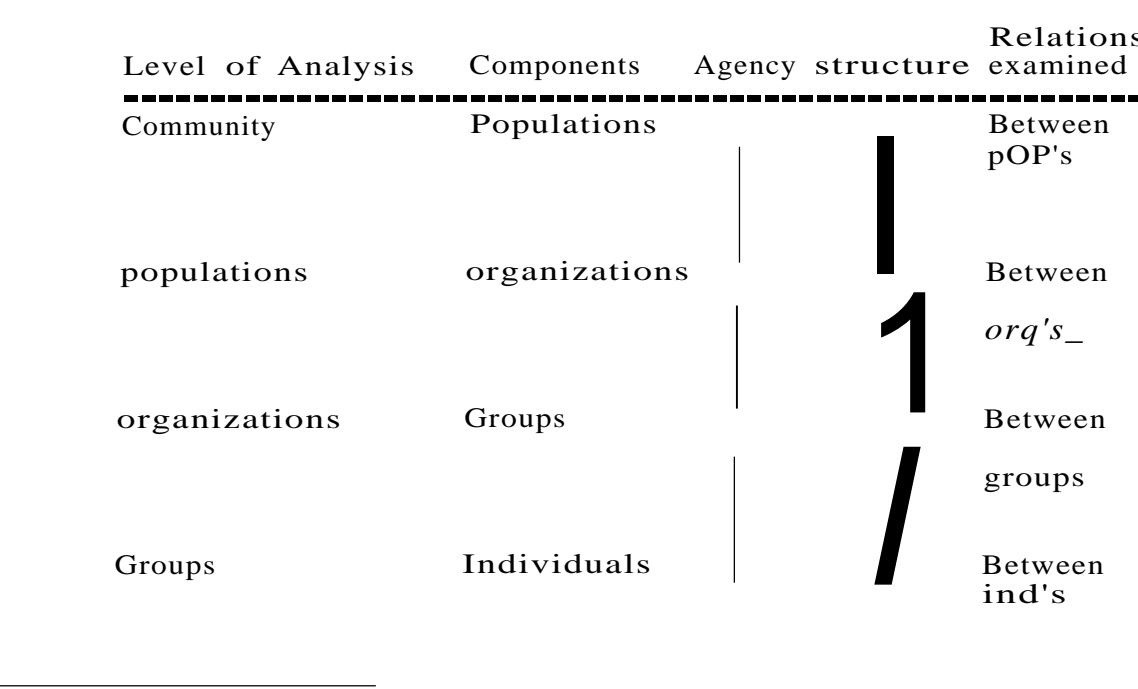 Relations
Level of Analysis Components Agency structure examined
Community Populations | Between
pOP's
populations organizations Between
1
orq's_
organizations Groups Between
/
groups
Groups Individuals Between
ind's